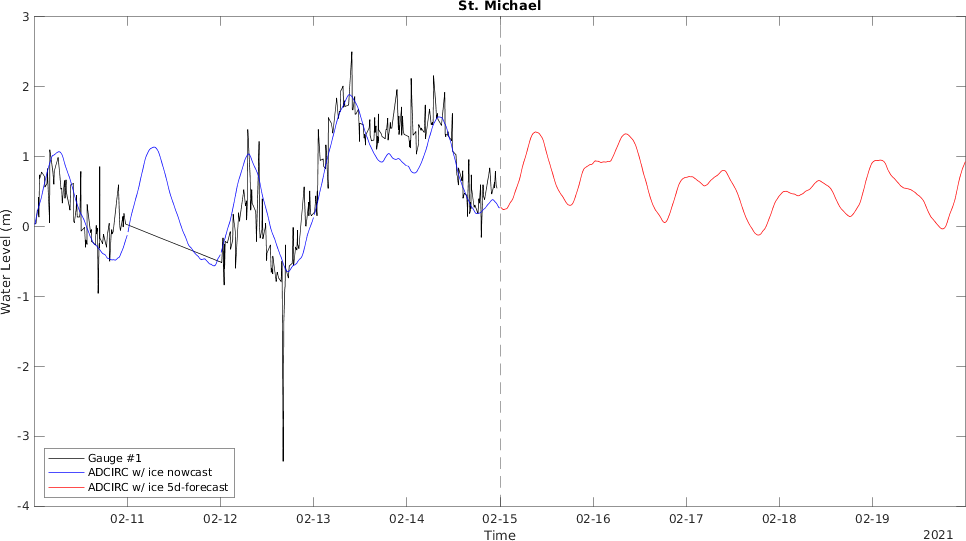 St. Michael
3
2
1
0
-1
-2
-3
-4
Water Level (m)
Gauge #1
ADCIRC w/ ice nowcast
ADCIRC w/ ice 5d-forecast
02-11 02-12 02-13 02-14 02-15 02-16 02-17 02-18 02-19
Time
2021